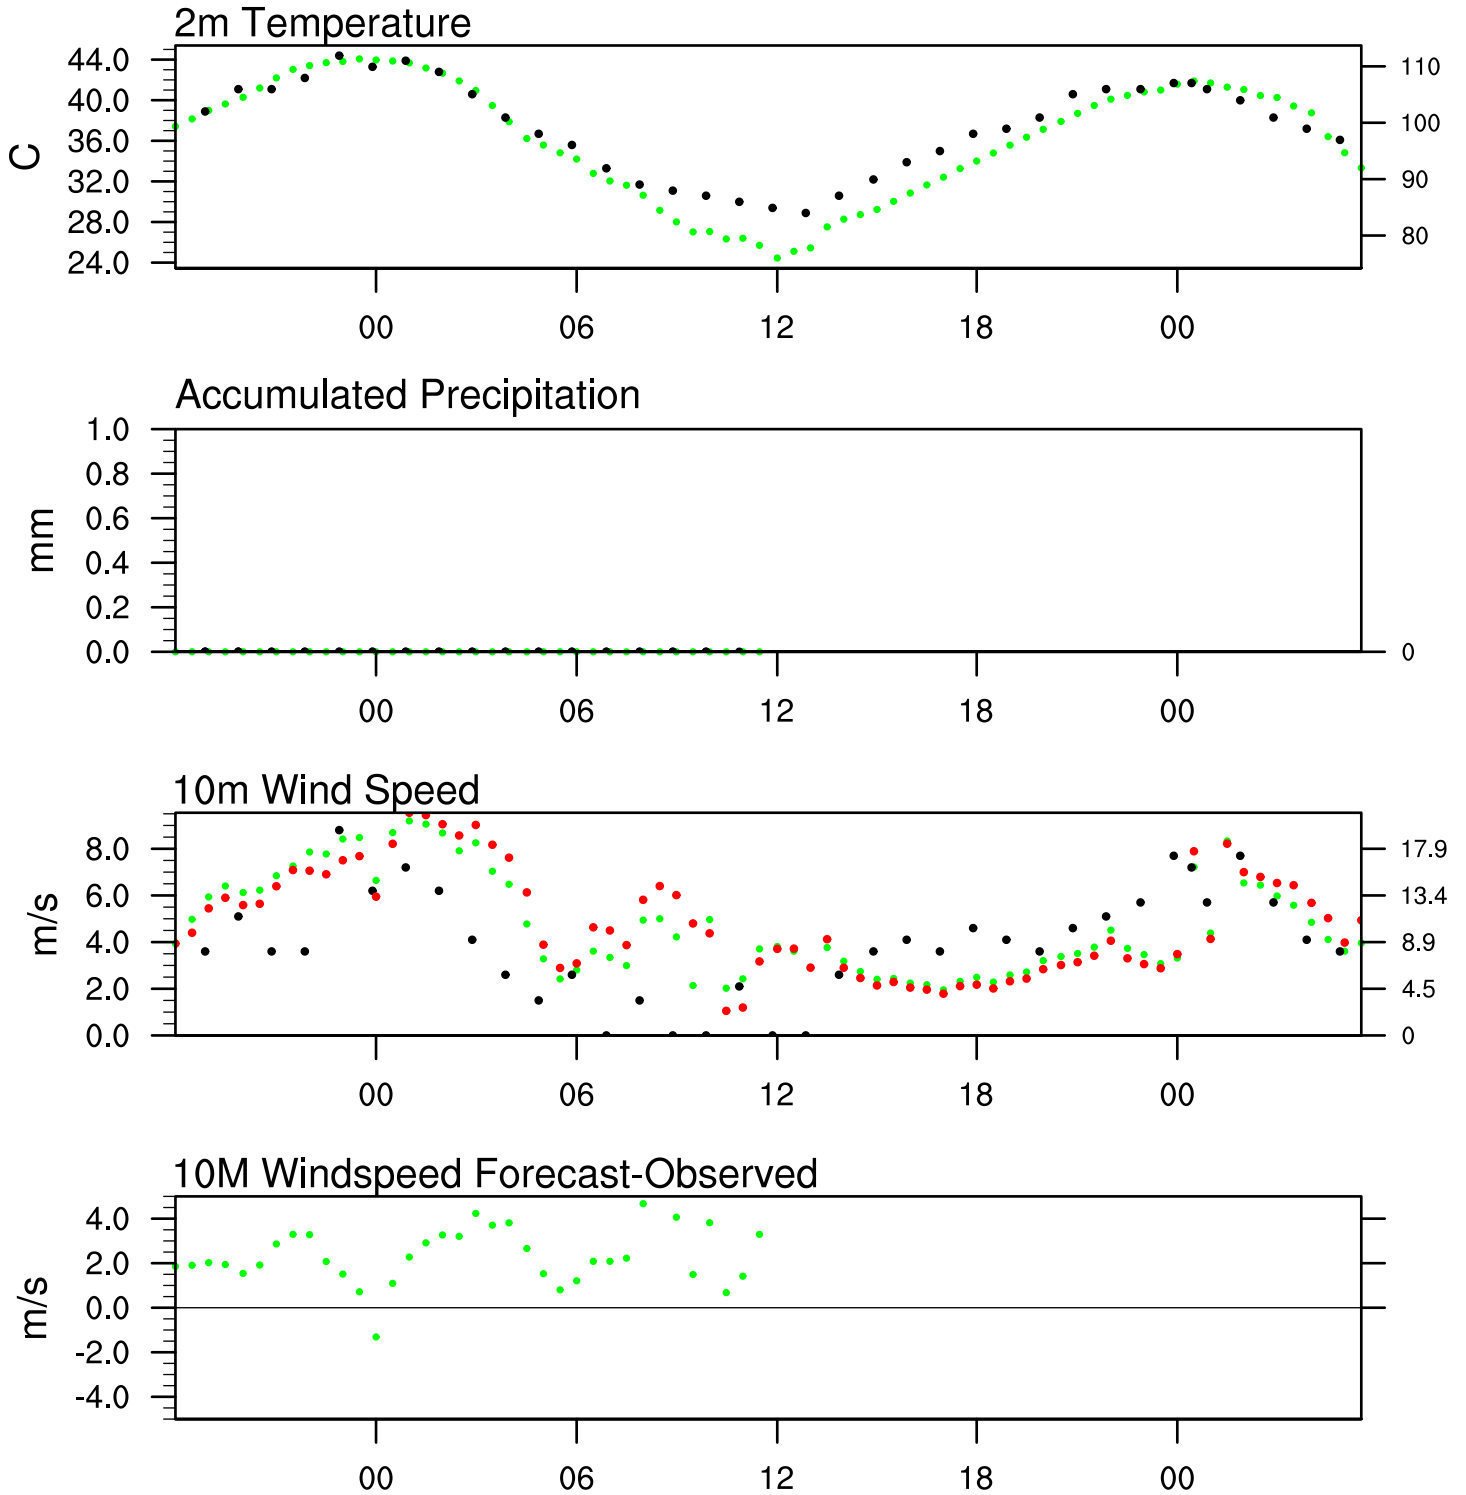 2m Temperature
44.0
40.0
36.0
32.0
28.0
24.0
C
110
100
90
80
00 06 12 18 00
Accumulated Precipitation
1.0
0.8
0.6
0.4
0.2
0.0
mm
0
00 06 12 18 00
10m Wind Speed
8.0
6.0
4.0
2.0
0.0
m/s
17.9
13.4
8.9
4.5
0
00 06 12 18 00
10M Windspeed Forecast-Observed
4.0
2.0
0.0
-2.0
-4.0
m/s
00 06 12 18 00